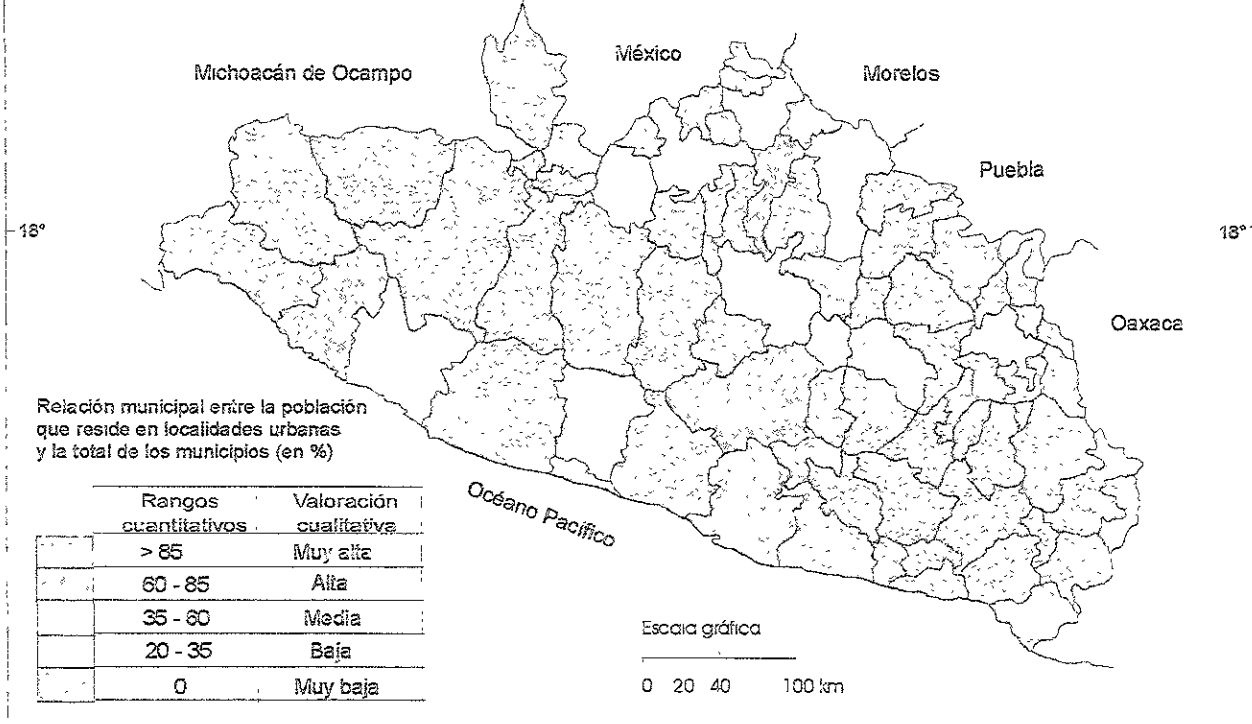 Michoacán de Ocampo
México
Morelos
Puebla
18°
18°
Oaxaca
Relación municipal entre la población
que reside en localidades urbanas
y la total de los municipios (en %)
Océano Pacífico
Rangos cuantitativos Valoración cualitativa
> 85 Muy alta
60 - 85 Alta
35 - 60 Media
20 - 35 Baja
0 Muy baja
Escala gráfica
0 20 40 100 km